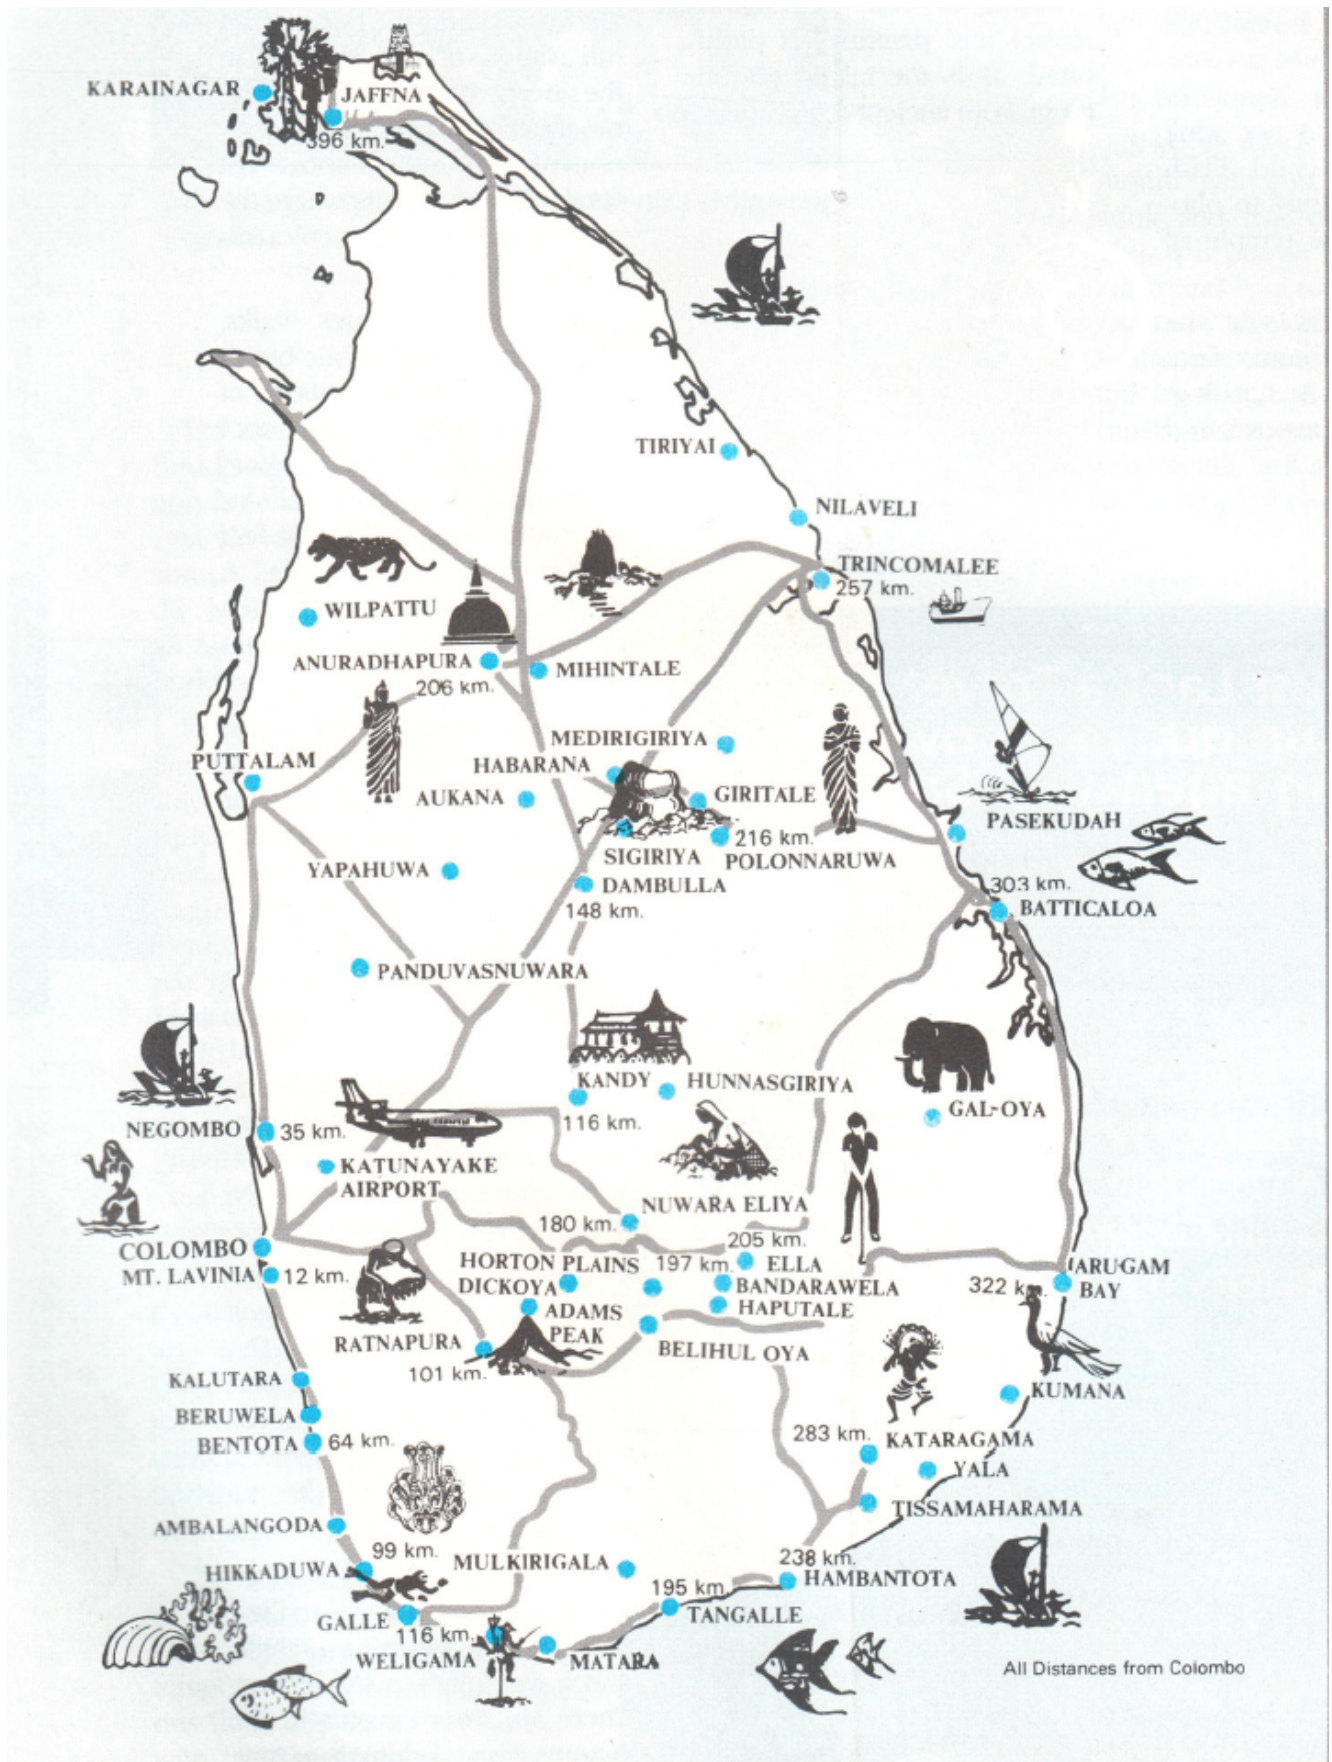 KARAINAGAR
JAFFNA
396 km.
TIRIYAI
NILAVELI
TRINCOMALEE
257 km.
WILPATTU
ANURADHAPURA
206 km.
MIHINTALE
MEDIRIGIRIYA
PUTTALAM
HABARANA
AUKANA
GIRITALE
PASEKUDAH
216 km.
POLONNARUWA
SIGIRIYA
YAPAHUWA
DAMBULLA
148 km.
303 km.
BATTICALOA
PANDUVASNUWARA
KANDY
116 km.
HUNNASGIRIYA
GAL-OYA
NEGOMBO
35 km.
KATUNAYAKE
AIRPORT
NUWARA ELIYA
180 km.
205 km.
COLOMBO
MT. LAVINIA
12 km.
HORTON PLAINS
197 km.
ELLA
DICKOYA
BANDARAWELA
ARUGAM
BAY
322 km.
ADAMS
PEAK
HAPUTALE
RATNAPURA
101 km.
BELIHUL OYA
KALUTARA
KUMANA
BERUWELA
BENTOTA
64 km.
283 km.
KATARAGAMA
YALA
TISSAMAHARAMA
AMBALANGODA
99 km.
HIKKADUWA
MULKIRIGALA
238 km.
HAMBANTOTA
195 km.
TANGALLE
GALLE
116 km.
WELIGAMA
MATARA
All Distances from Colombo